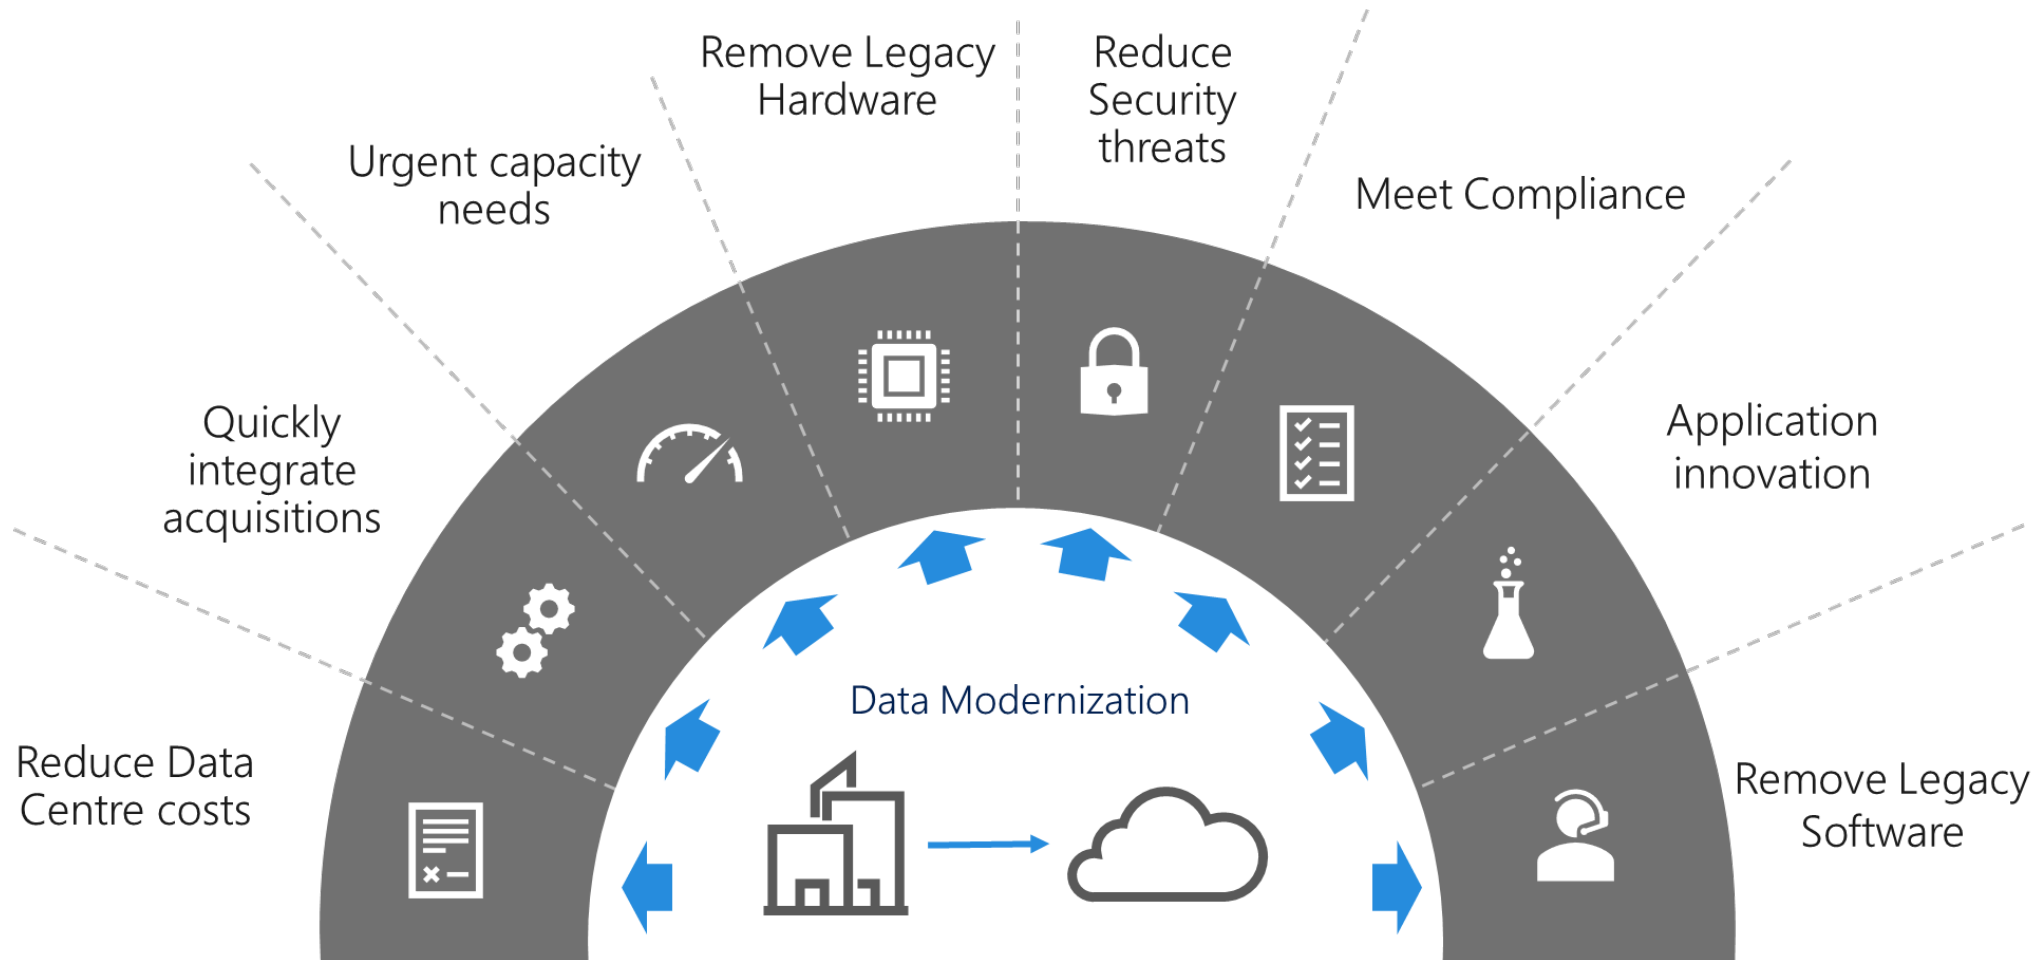 Remove Legacy
Hardware
Reduce
Security
threats
Urgent capacity
needs
Meet Compliance
Quickly
integrate
acquisitions
Application
innovation
Data Modernization
Reduce Data
Centre costs
Remove Legacy
Software